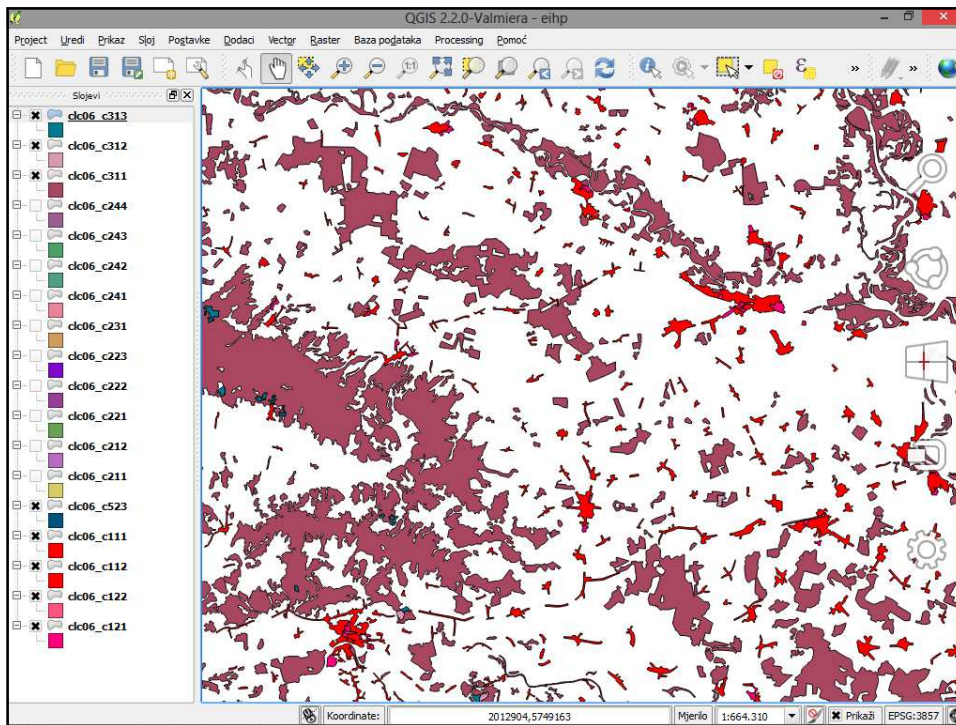 QGIS 2.2.0-Valmiera - eihp
Project Uredi Prikaz Sloj Postavke Dodaci Vector Raster Baza podataka Processing Pomoć
1:1
ε
»
»
Slojevi
clc06_c313
clc06_c312
clc06_c311
clc06_c244
clc06_c243
clc06_c242
clc06_c241
clc06_c231
clc06_c223
clc06_c222
clc06_c221
clc06_c212
clc06_c211
clc06_c523
clc06_c111
clc06_c112
clc06_c122
clc06_c121
Koordinate: 2012904,5749163 Mjerilo 1:664.310 Prikaži EPSG:3857